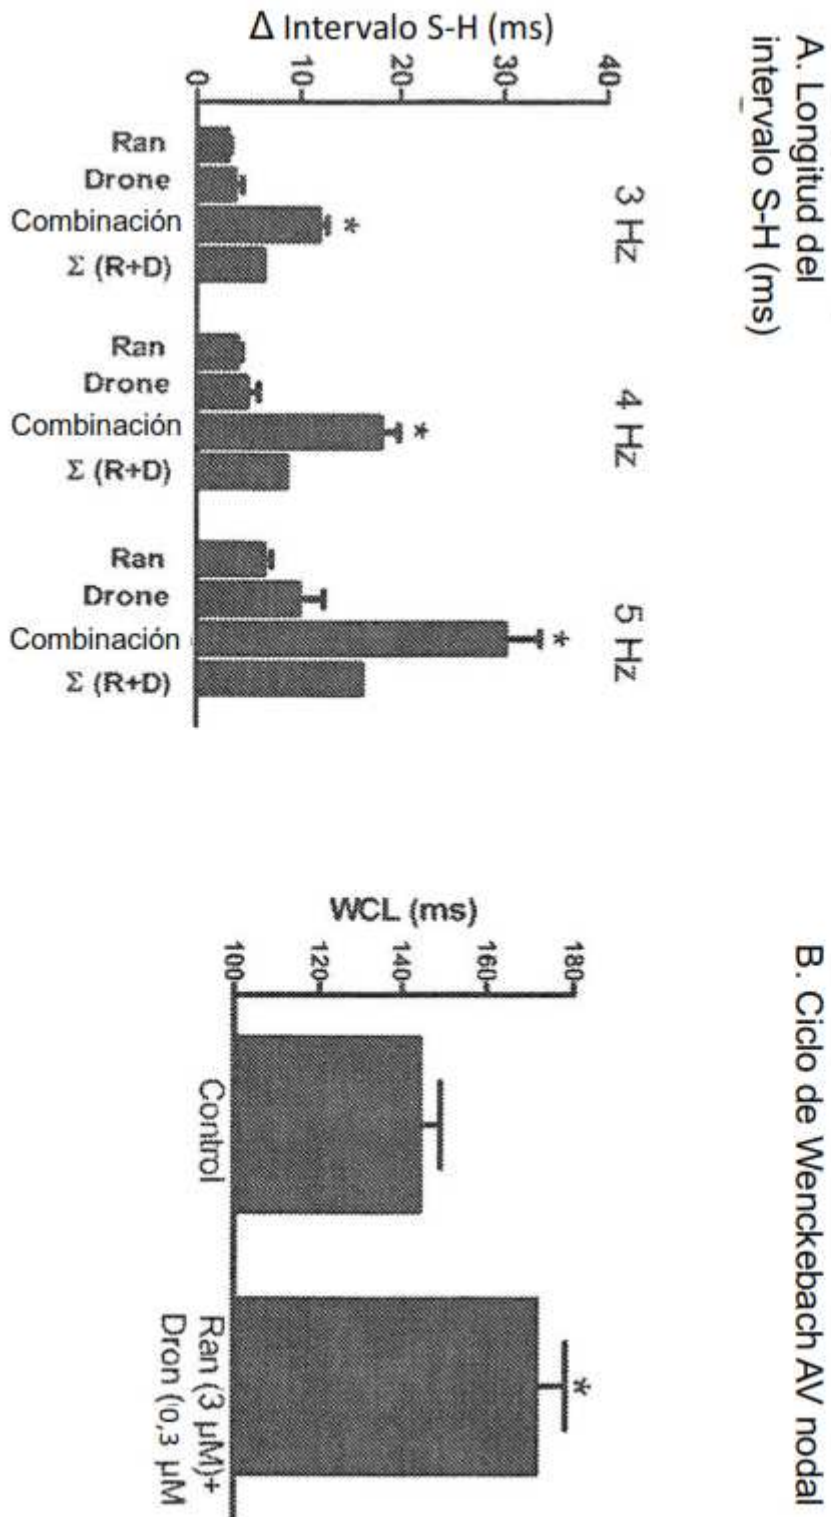 A. Longitud del
intervalo S-H (ms)
Δ Intervalo S-H (ms)
40
30
20
10
0
3 Hz
4 Hz
5 Hz
*
*
*
Ran
Drone
Combinación
Σ (R+D)
Ran
Drone
Combinación
Σ (R+D)
Ran
Drone
Combinación
Σ (R+D)
B. Ciclo de Wenckebach AV nodal
WCL (ms)
180
160
140
120
100
*
Control
Ran (3 µM)+
Dron (0,3 µM